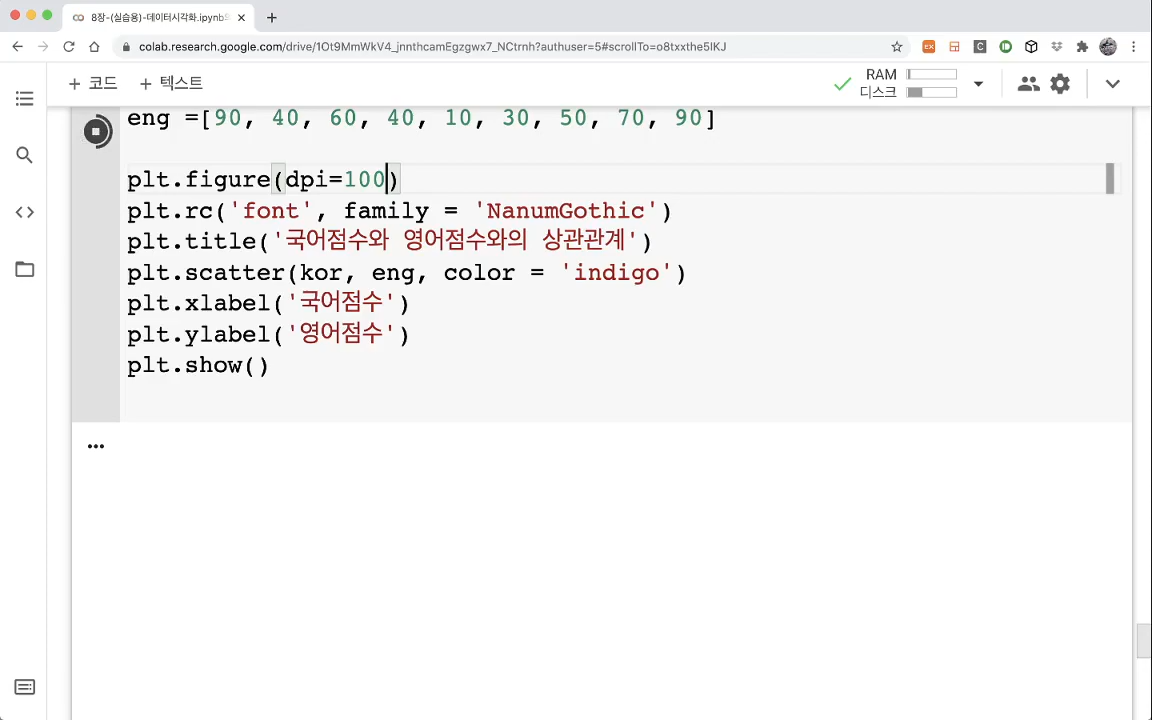 8장-(실습용)-데이터시각화.ipynb
colab.research.google.com/drive/1Ot9MmWkV4_jnnthcamEgzgwx7_NCtrnh?authuser=5#scrollTo=o8txxthe5IKJ
EX
+ 코드 + 텍스트
RAM
디스크
eng =[90, 40, 60, 40, 10, 30, 50, 70, 90]
plt.figure(dpi=100)
plt.rc('font', family = 'NanumGothic')
plt.title('국어점수와 영어점수와의 상관관계')
plt.scatter(kor, eng, color = 'indigo')
plt.xlabel('국어점수')
plt.ylabel('영어점수')
plt.show()